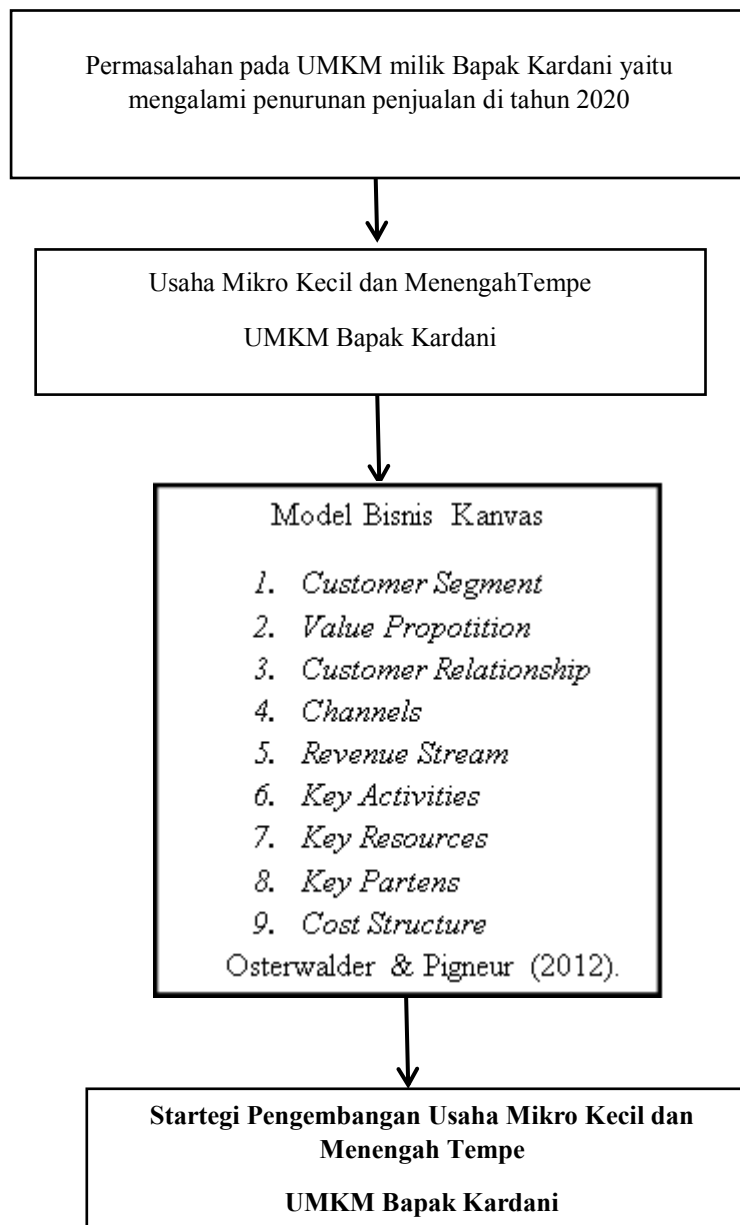 Permasalahan pada UMKM milik Bapak Kardani yaitu
mengalami penurunan penjualan di tahun 2020
Usaha Mikro Kecil dan MenengahTempe
UMKM Bapak Kardani
Model Bisnis Kanvas
1. Customer Segment
2. Value Propotition
3. Customer Relationship
4. Channels
5. Revenue Stream
6. Key Activities
7. Key Resources
8. Key Partens
9. Cost Structure
Osterwalder & Pigneur (2012).
Startegi Pengembangan Usaha Mikro Kecil dan
Menengah Tempe
UMKM Bapak Kardani